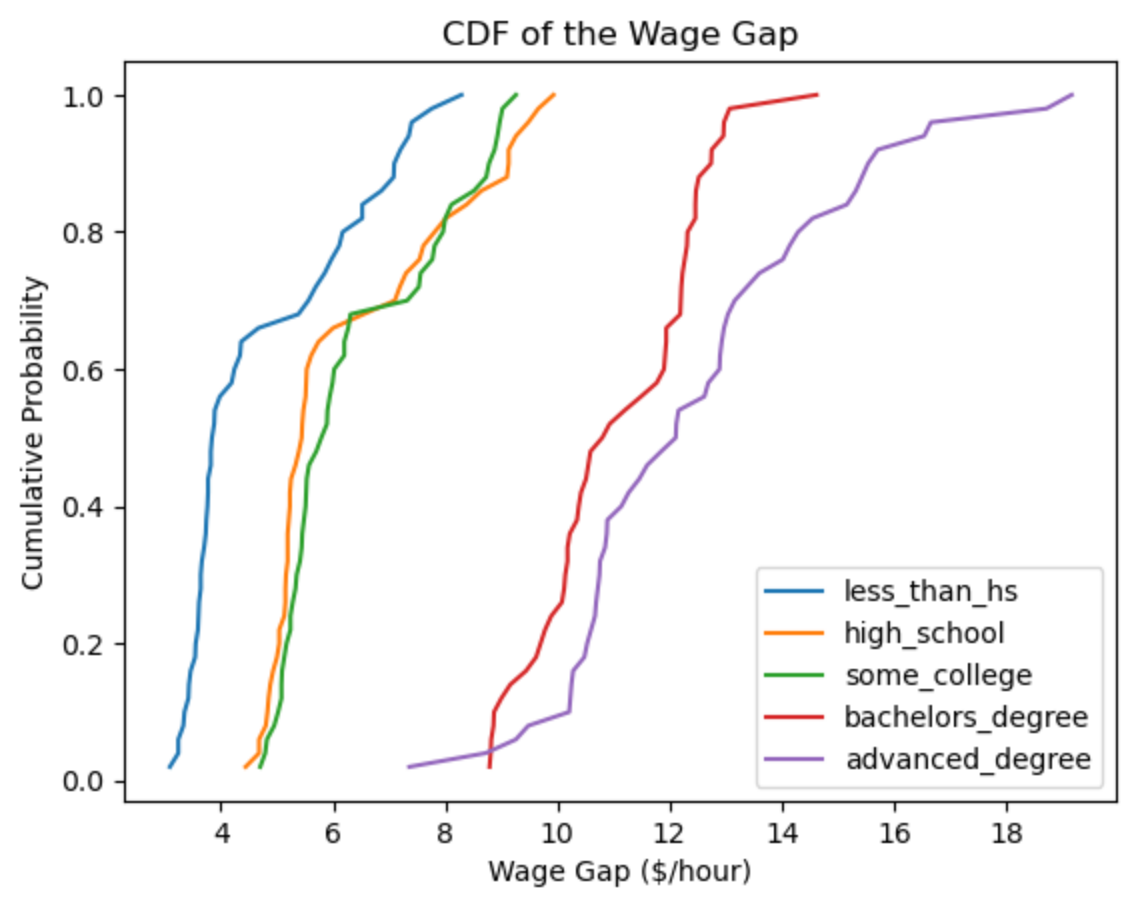 CDF of the Wage Gap
1.0
0.8
0.6
0.4
0.2
0.0
Cumulative Probability
less_than_hs
high_school
some_college
bachelors_degree
advanced_degree
4 6 8 10 12 14 16 18
Wage Gap ($/hour)